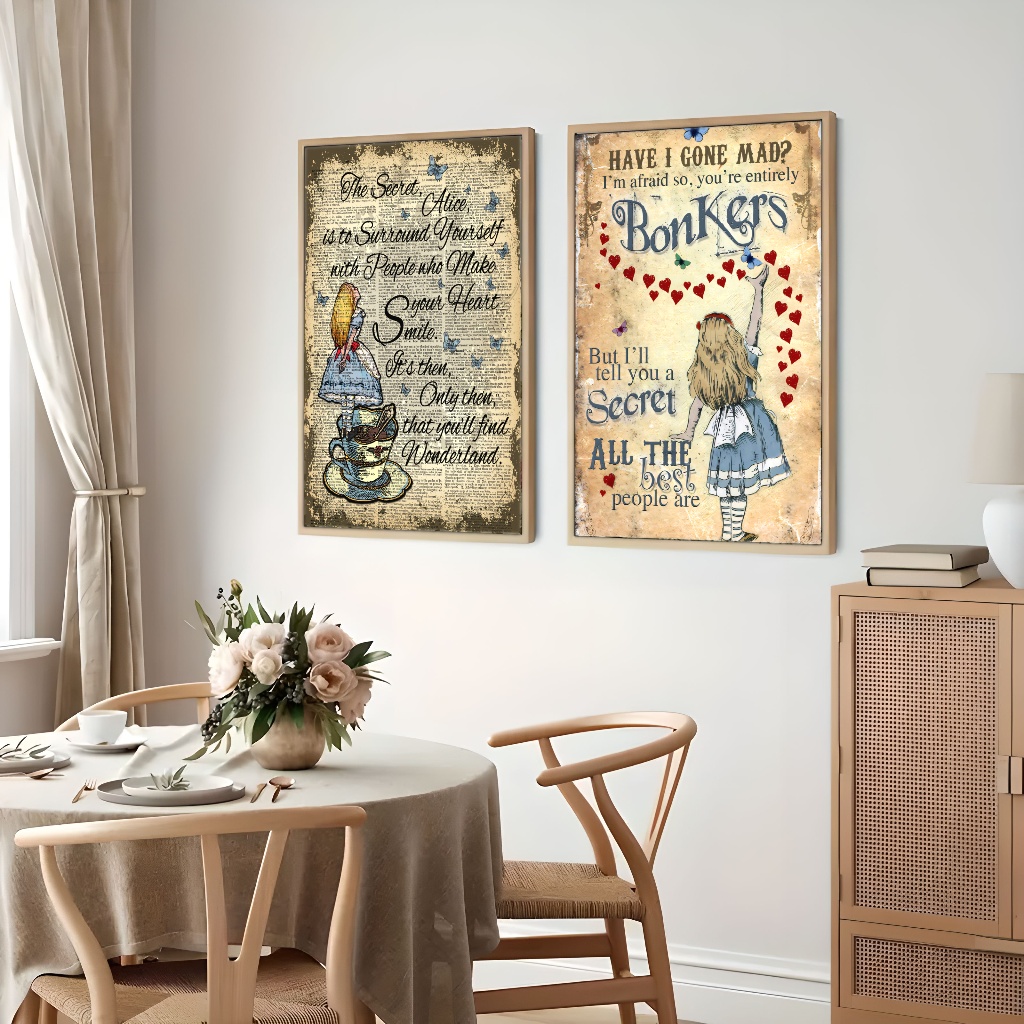 The Secret,
Alice,
is to Surround Yourself
with People who Make
your Heart
Smile.
It's then,
Only then,
that you'll find
Wonderland.
HAVE I GONE MAD?
I'm afraid so, you're entirely
BonKers
But I'll
tell you a
Secret
ALL THE
best
people are